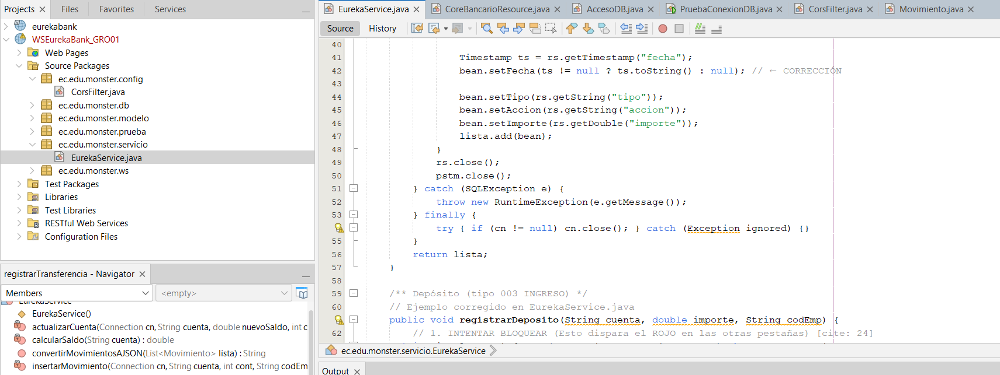 Projects
Files
Favorites
Services
eurekabank
WSEurekaBank_GRO01
Web Pages
Source Packages
ec.edu.monster.config
CorsFilter.java
ec.edu.monster.db
ec.edu.monster.modelo
ec.edu.monster.prueba
ec.edu.monster.servicio
EurekaService.java
ec.edu.monster.ws
Test Packages
Libraries
Test Libraries
RESTful Web Services
Configuration Files
registrarTransferencia - Navigator
Members
<empty>
EurekaService
EurekaService()
actualizarCuenta(Connection cn, String cuenta, double nuevoSaldo, int c
calcularSaldo(String cuenta) : double
convertirMovimientosAJSON(List<Movimiento> lista) : String
insertarMovimiento(Connection cn, String cuenta, int cont, String codEm
EurekaService.java
CoreBancarioResource.java
AccesoDB.java
PruebaConexionDB.java
CorsFilter.java
Movimiento.java
Source
History
40
41 Timestamp ts = rs.getTimestamp("fecha");
42 bean.setFecha(ts != null ? ts.toString() : null); // ← CORRECCIÓN
43
44 bean.setTipo(rs.getString("tipo"));
45 bean.setAccion(rs.getString("accion"));
46 bean.setImporte(rs.getDouble("importe"));
47 lista.add(bean);
48 }
49 rs.close();
50 pstm.close();
51 } catch (SQLException e) {
52 throw new RuntimeException(e.getMessage());
53 } finally {
try { if (cn != null) cn.close(); } catch (Exception ignored) {}
55 }
56 return lista;
57 }
58
59 /** Depósito (tipo 003 INGRESO) */
60 // Ejemplo corregido en EurekaService.java
public void registrarDeposito(String cuenta, double importe, String codEmp) {
62 // 1. INTENTAR BLOQUEAR (Esto dispara el ROJO en las otras pestañas) [cite: 24]
ec.edu.monster.servicio.EurekaService
Output